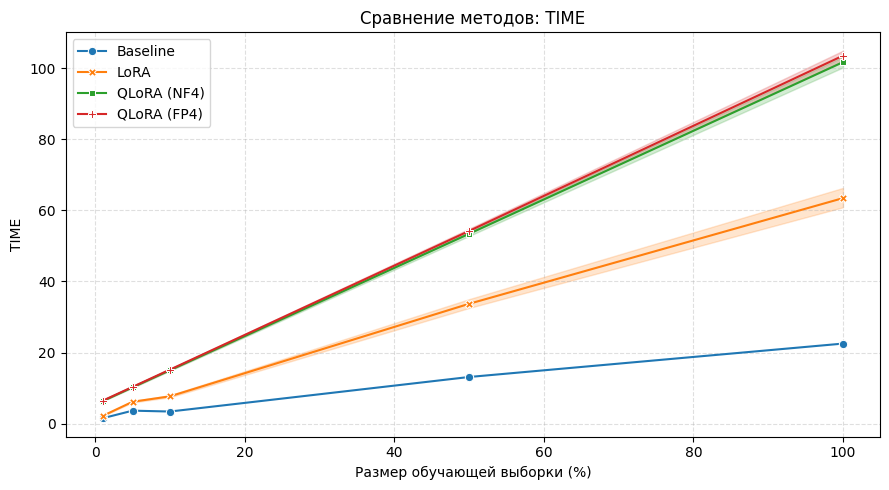 Сравнение методов: TIME
Baseline
LoRA
QLoRA (NF4)
QLoRA (FP4)
TIME
100
80
60
40
20
0
0 20 40 60 80 100
Размер обучающей выборки (%)